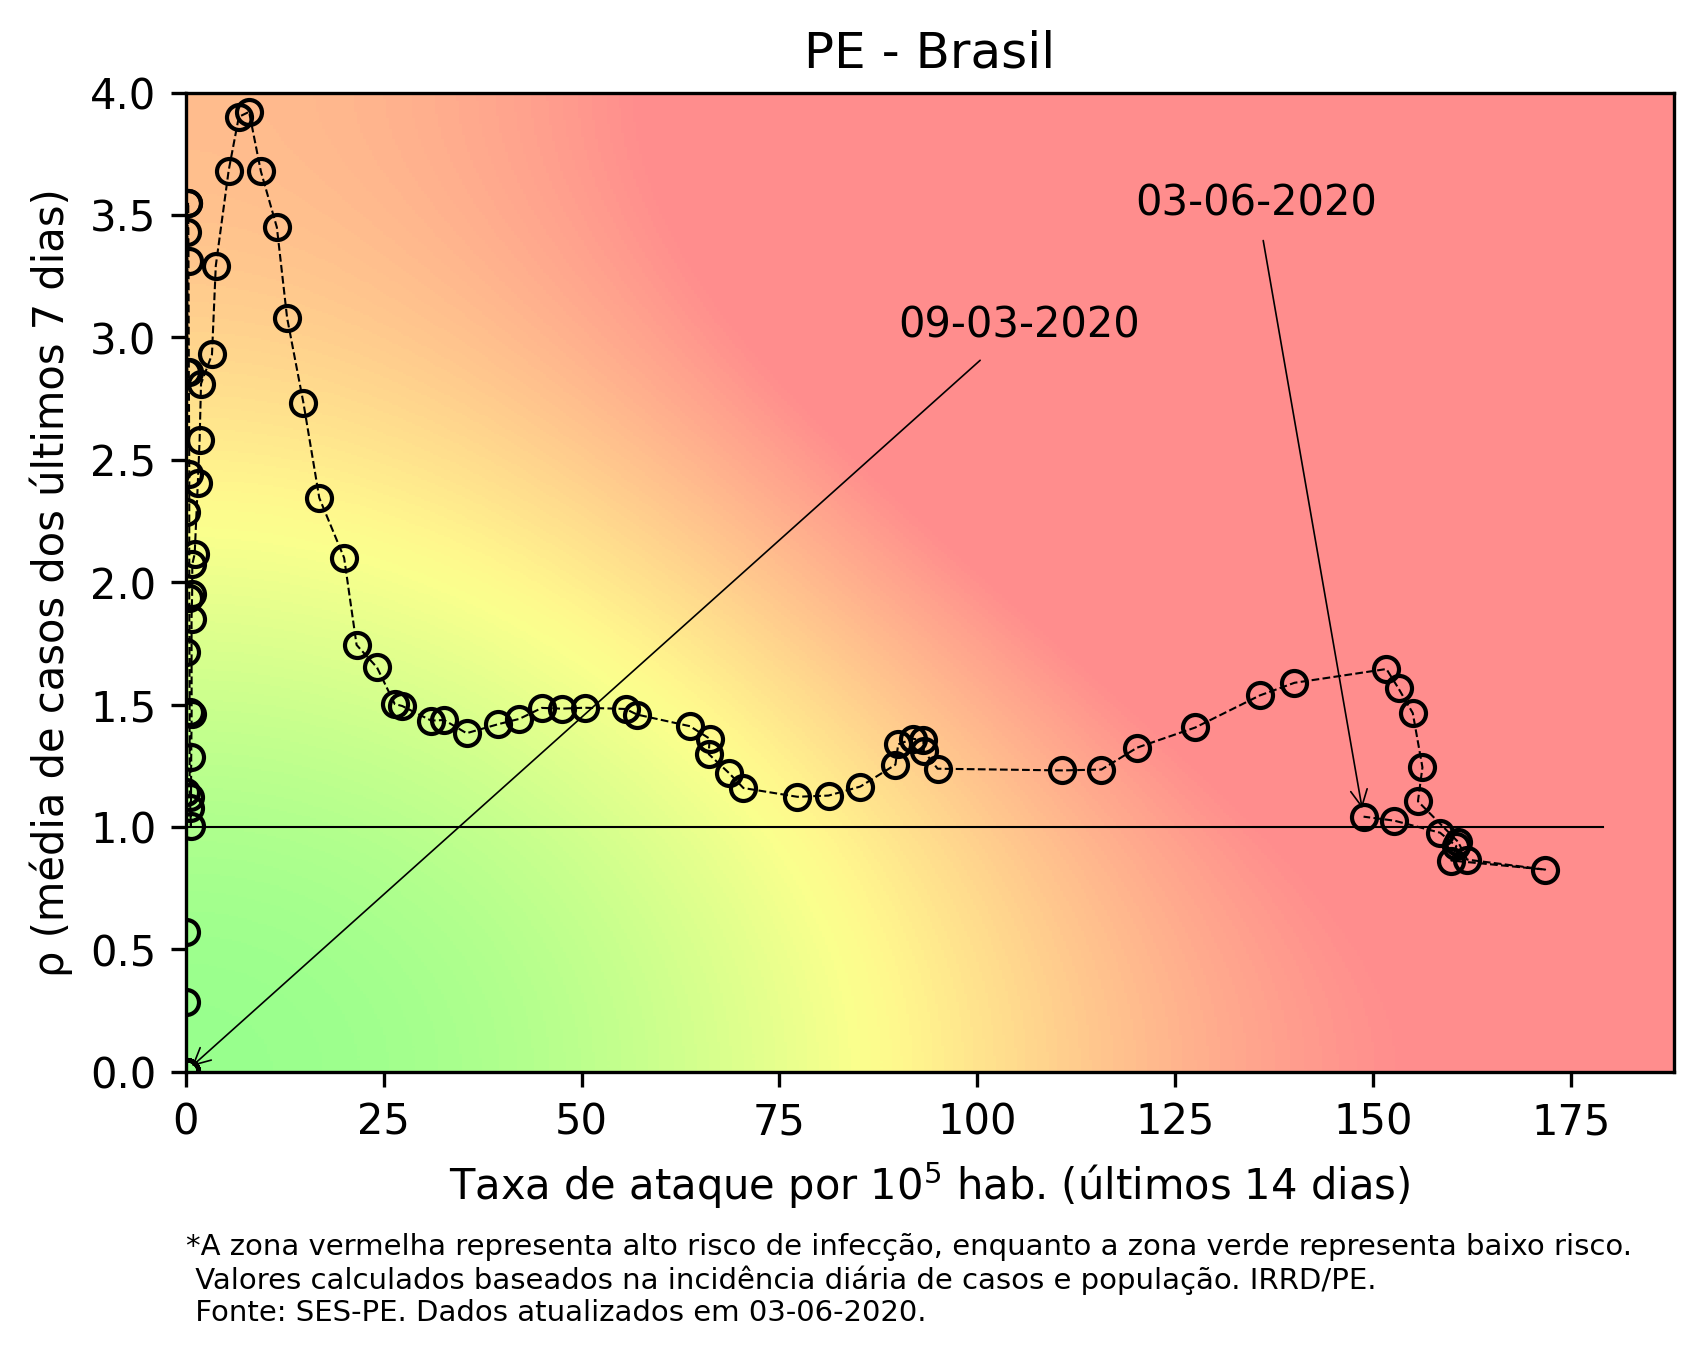 PE - Brasil
4.0
3.5
3.0
2.5
2.0
1.5
1.0
0.5
0.0
ρ (média de casos dos últimos 7 dias)
03-06-2020
09-03-2020
0 25 50 75 100 125 150 175
Taxa de ataque por 10⁵ hab. (últimos 14 dias)
*A zona vermelha representa alto risco de infecção, enquanto a zona verde representa baixo risco.
Valores calculados baseados na incidência diária de casos e população. IRRD/PE.
Fonte: SES-PE. Dados atualizados em 03-06-2020.